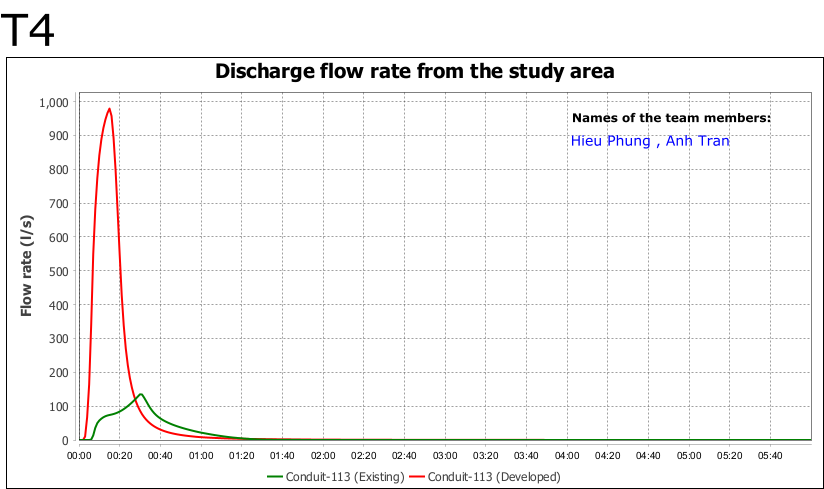 T4
Discharge flow rate from the study area
Names of the team members:
Hieu Phung , Anh Tran
Flow rate (l/s)
1,000
900
800
700
600
500
400
300
200
100
0
00:00 00:20 00:40 01:00 01:20 01:40 02:00 02:20 02:40 03:00 03:20 03:40 04:00 04:20 04:40 05:00 05:20 05:40
Conduit-113 (Existing) Conduit-113 (Developed)